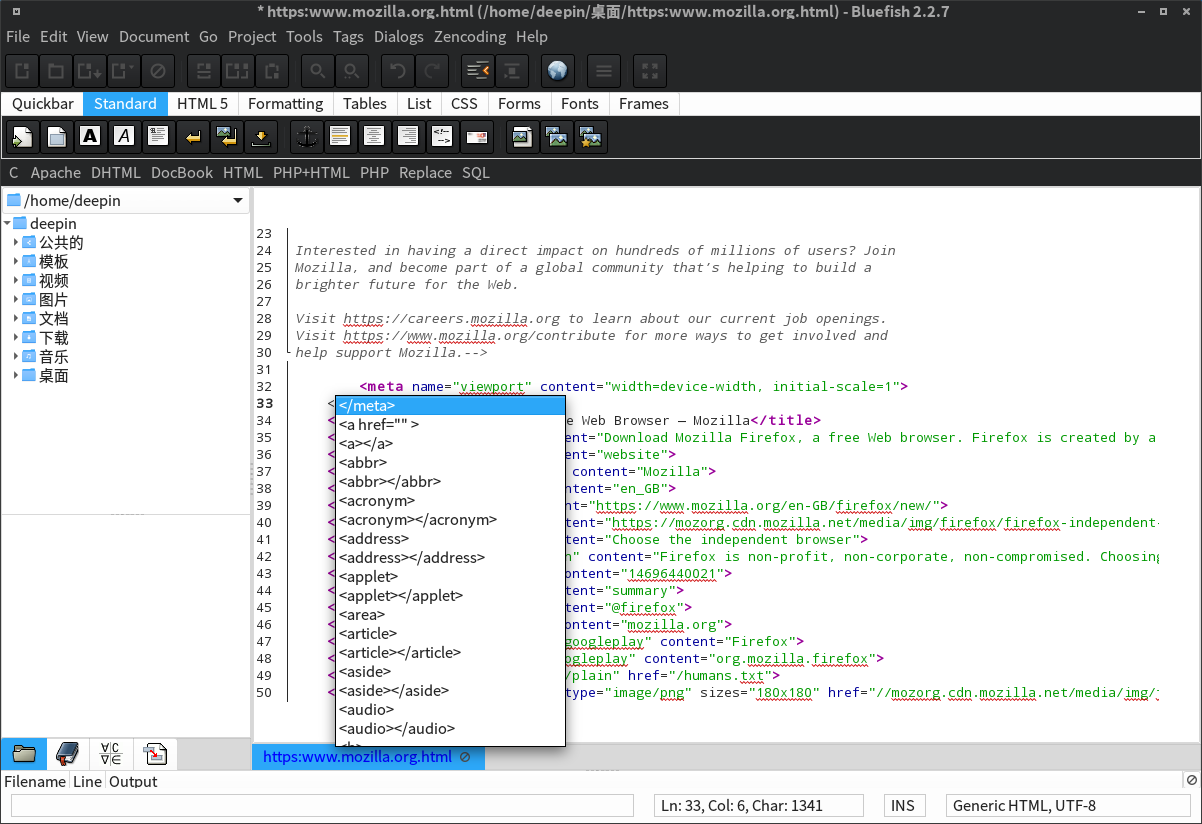 * https:www.mozilla.org.html (/home/deepin/桌面/https:www.mozilla.org.html) - Bluefish 2.2.7
File Edit View Document Go Project Tools Tags Dialogs Zencoding Help
Quickbar Standard HTML 5 Formatting Tables List CSS Forms Fonts Frames
C Apache DHTML DocBook HTML PHP+HTML PHP Replace SQL
/home/deepin
deepin
公共的
模板
视频
图片
文档
下载
音乐
桌面
23
24 Interested in having a direct impact on hundreds of millions of users? Join
25 Mozilla, and become part of a global community that's helping to build a
26 brighter future for the Web.
27
28 Visit https://careers.mozilla.org to learn about our current job openings.
29 Visit https://www.mozilla.org/contribute for more ways to get involved and
30 help support Mozilla.-->
31
32 <meta name="viewport" content="width=device-width, initial-scale=1">
33 <
34 < e Web Browser — Mozilla</title>
35 < ent="Download Mozilla Firefox, a free Web browser. Firefox is created by a
36 < ent="website">
37 < content="Mozilla">
38 < ntent="en_GB">
39 < nt="https://www.mozilla.org/en-GB/firefox/new/">
40 < tent="https://mozorg.cdn.mozilla.net/media/img/firefox/firefox-independent-
41 < tent="Choose the independent browser">
42 < n" content="Firefox is non-profit, non-corporate, non-compromised. Choosing
43 < ontent="14696440021">
44 < tent="summary">
45 < tent="@firefox">
46 < ontent="mozilla.org">
47 < googleplay" content="Firefox">
48 < ogleplay" content="org.mozilla.firefox">
49 < /plain" href="/humans.txt">
50 < type="image/png" sizes="180x180" href="//mozorg.cdn.mozilla.net/media/img/
</meta>
<a href="" >
<a></a>
<abbr>
<abbr></abbr>
<acronym>
<acronym></acronym>
<address>
<address></address>
<applet>
<applet></applet>
<area>
<article>
<article></article>
<aside>
<aside></aside>
<audio>
<audio></audio>
https:www.mozilla.org.html
Filename Line Output
Ln: 33, Col: 6, Char: 1341 INS Generic HTML, UTF-8